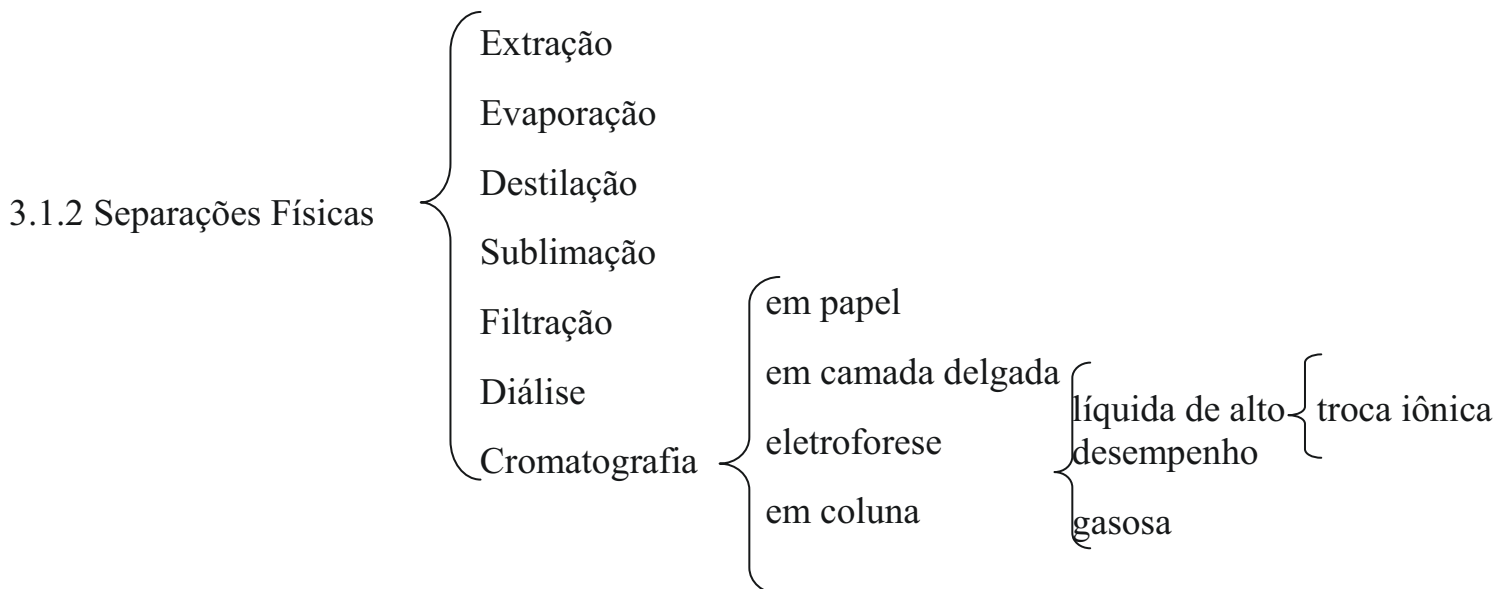 3.1.2 Separações Físicas
Extração
Evaporação
Destilação
Sublimação
Filtração
Diálise
Cromatografia
em papel
em camada delgada
eletroforese
em coluna
líquida de alto
desempenho
gasosa
troca iônica